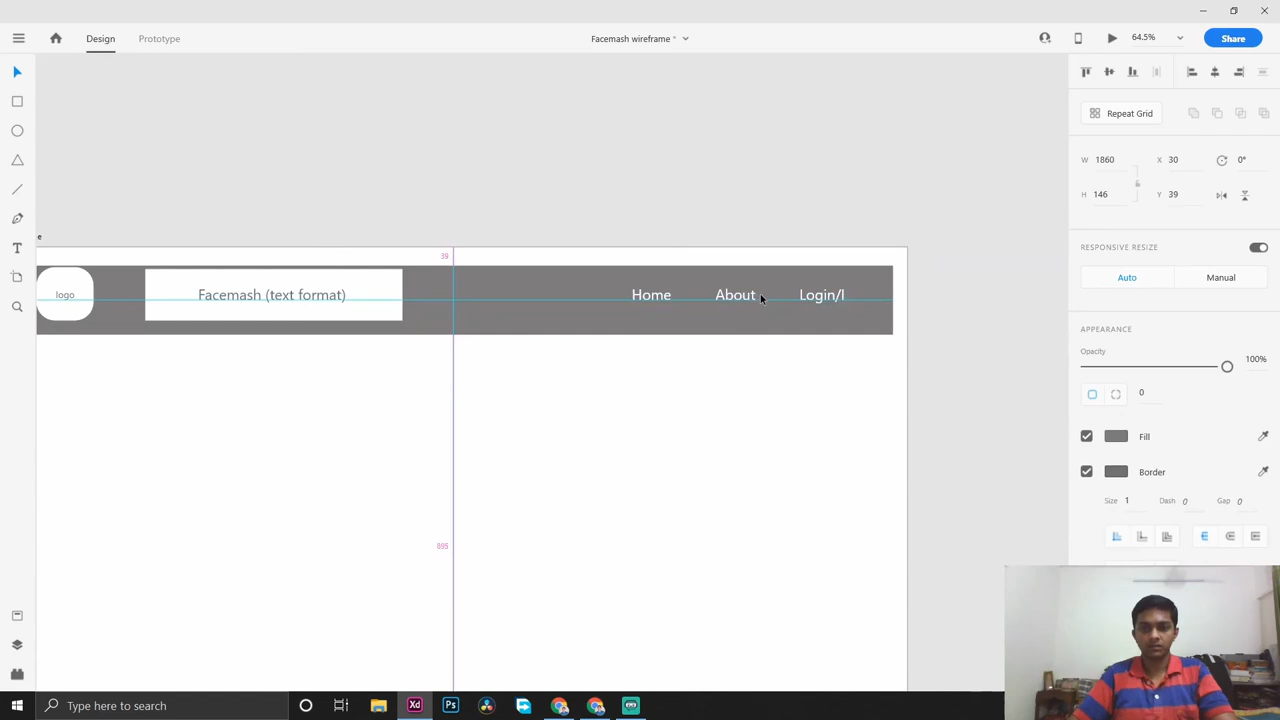 Design
Prototype
Facemash wireframe *
64.5%
Share
Repeat Grid
W 1860
X 30
0°
H 146
Y 39
RESPONSIVE RESIZE
Auto
Manual
APPEARANCE
Opacity
100%
0
Fill
Border
Size 1
Dash 0
Gap 0
e
39
logo
Facemash (text format)
Home
About
Login/l
895
Type here to search
Xd
Ps